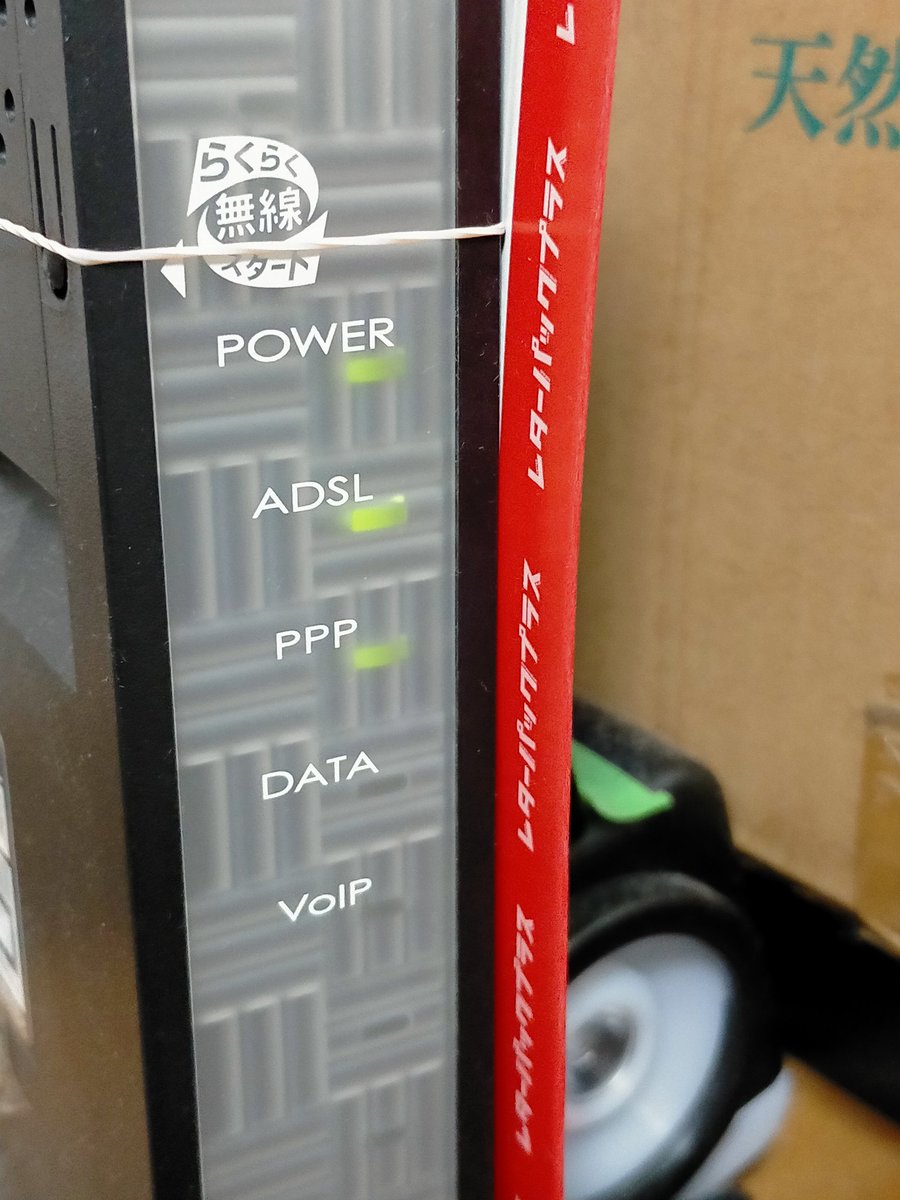 らくらく
無線
スタート
POWER
ADSL
PPP
DATA
VoIP
レ
レターパックプラス
レターパックプラス
レターパックプラス
天然